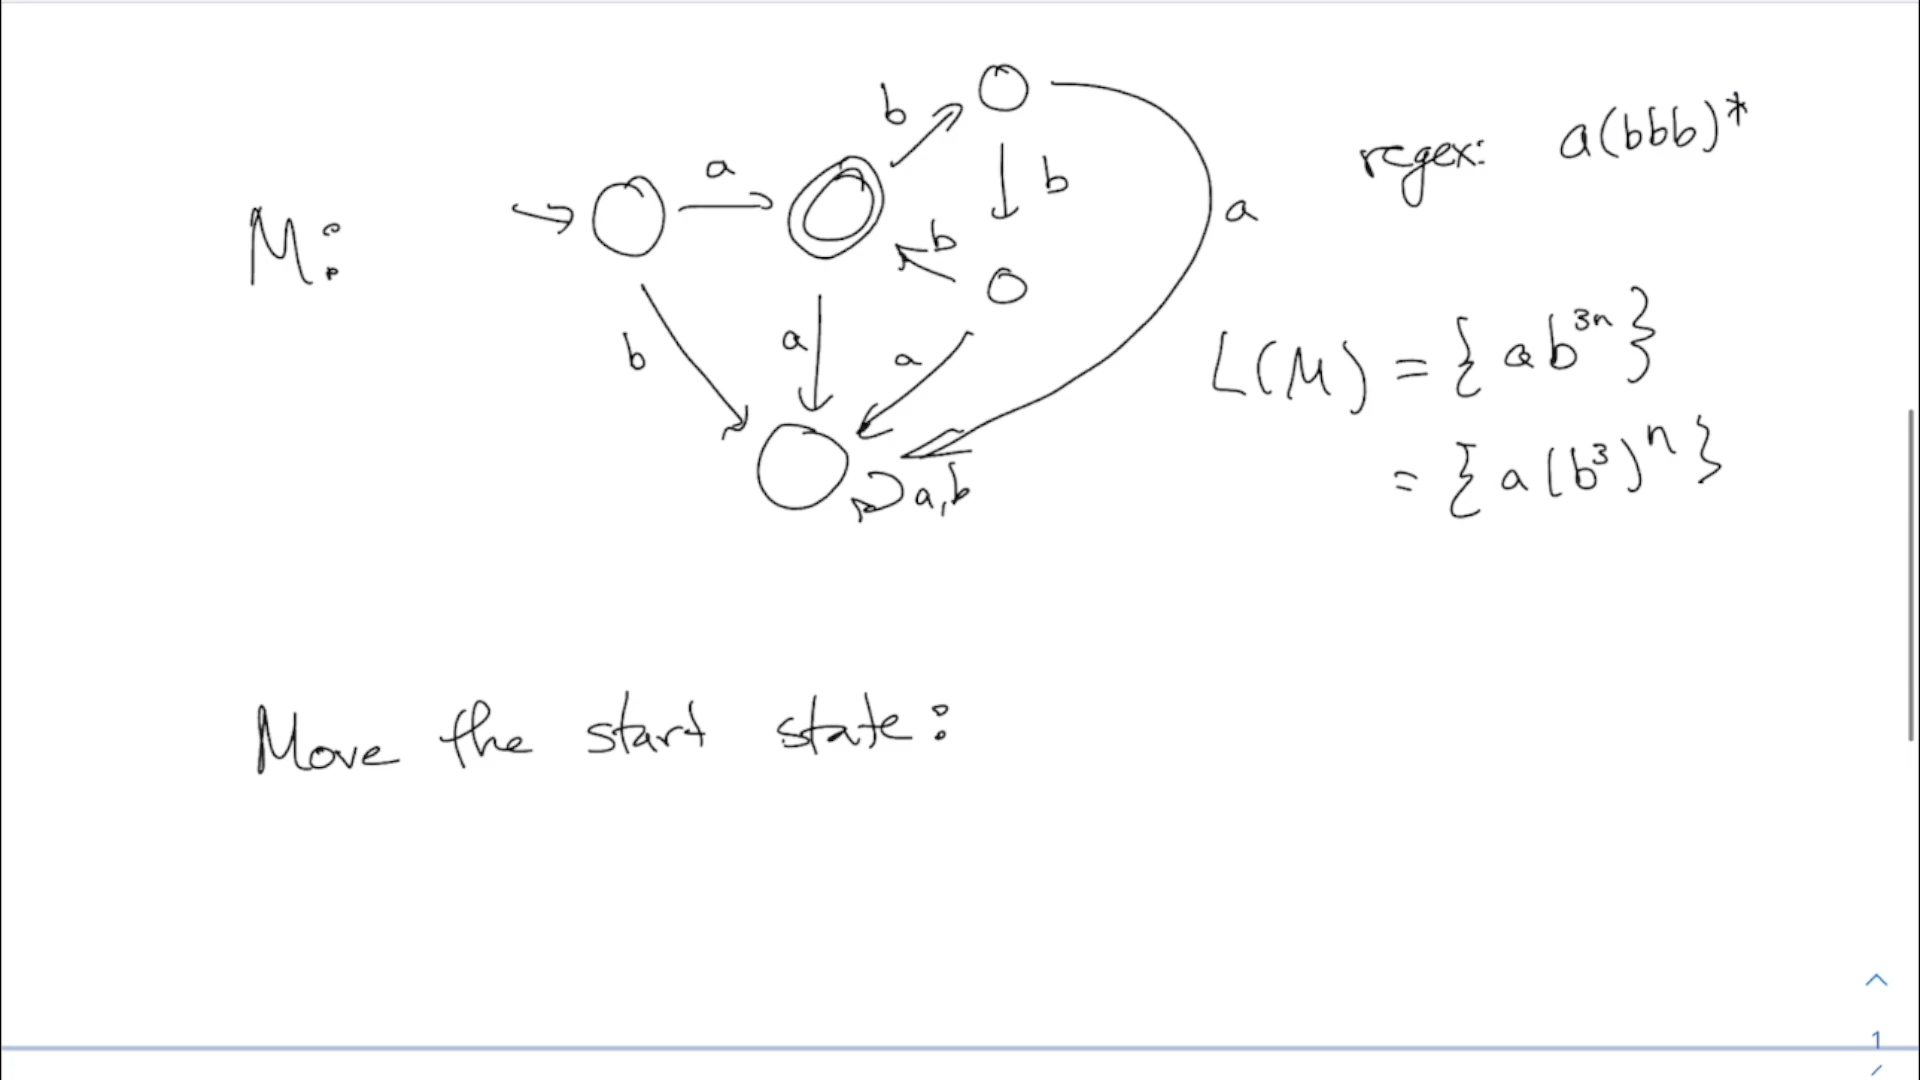 M:
a
b
b
b
a
b
a
a
a,b
regex: a(bbb)*
L(M) = { ab^{3n} }
= { a(b^3)^n }
Move the start state:
1